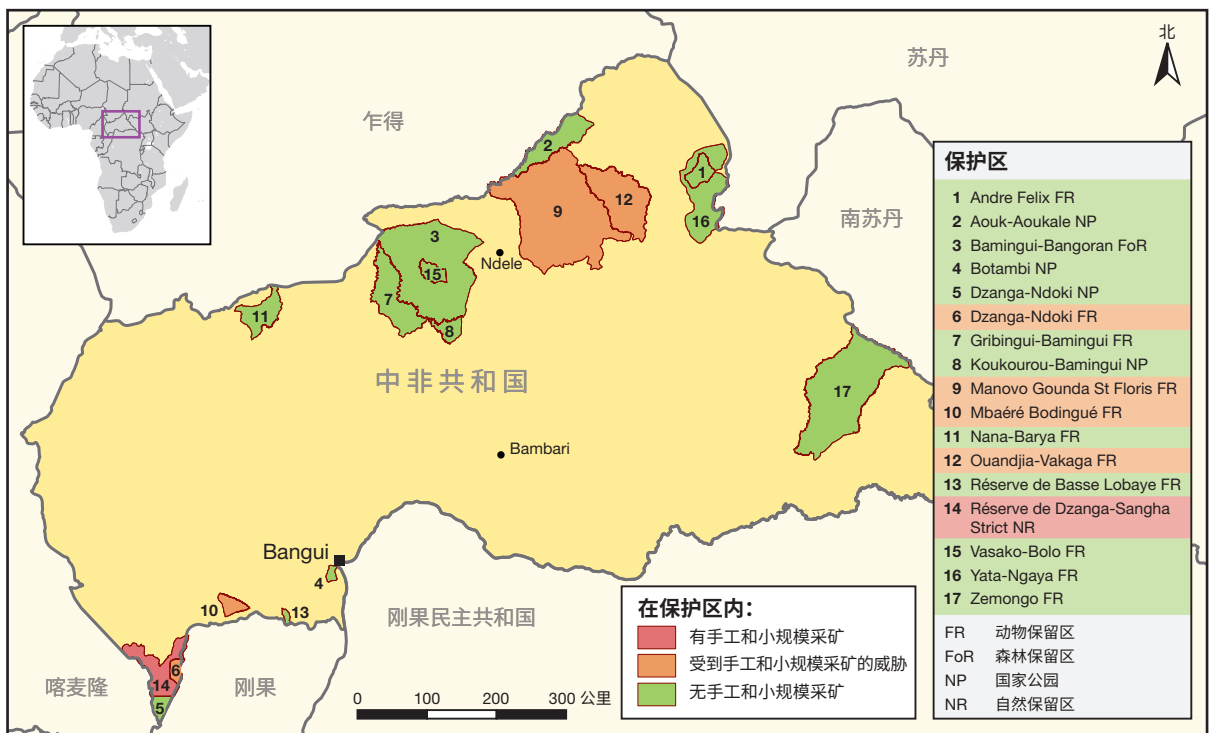 北
苏丹
乍得
南苏丹
中非共和国
刚果民主共和国
喀麦隆
刚果
Ndele
Bambari
Bangui
1
2
3
4
5
6
7
8
9
10
11
12
13
14
15
16
17
保护区
1 Andre Felix FR
2 Aouk-Aoukale NP
3 Bamingui-Bangoran FoR
4 Botambi NP
5 Dzanga-Ndoki NP
6 Dzanga-Ndoki FR
7 Gribingui-Bamingui FR
8 Koukourou-Bamingui NP
9 Manovo Gounda St Floris FR
10 Mbaéré Bodingué FR
11 Nana-Barya FR
12 Ouandjia-Vakaga FR
13 Réserve de Basse Lobaye FR
14 Réserve de Dzanga-Sangha
Strict NR
15 Vasako-Bolo FR
16 Yata-Ngaya FR
17 Zemongo FR
FR 动物保留区
FoR 森林保留区
NP 国家公园
NR 自然保留区
在保护区内：
有手工和小规模采矿
受到手工和小规模采矿的威胁
无手工和小规模采矿
0 100 200 300 公里